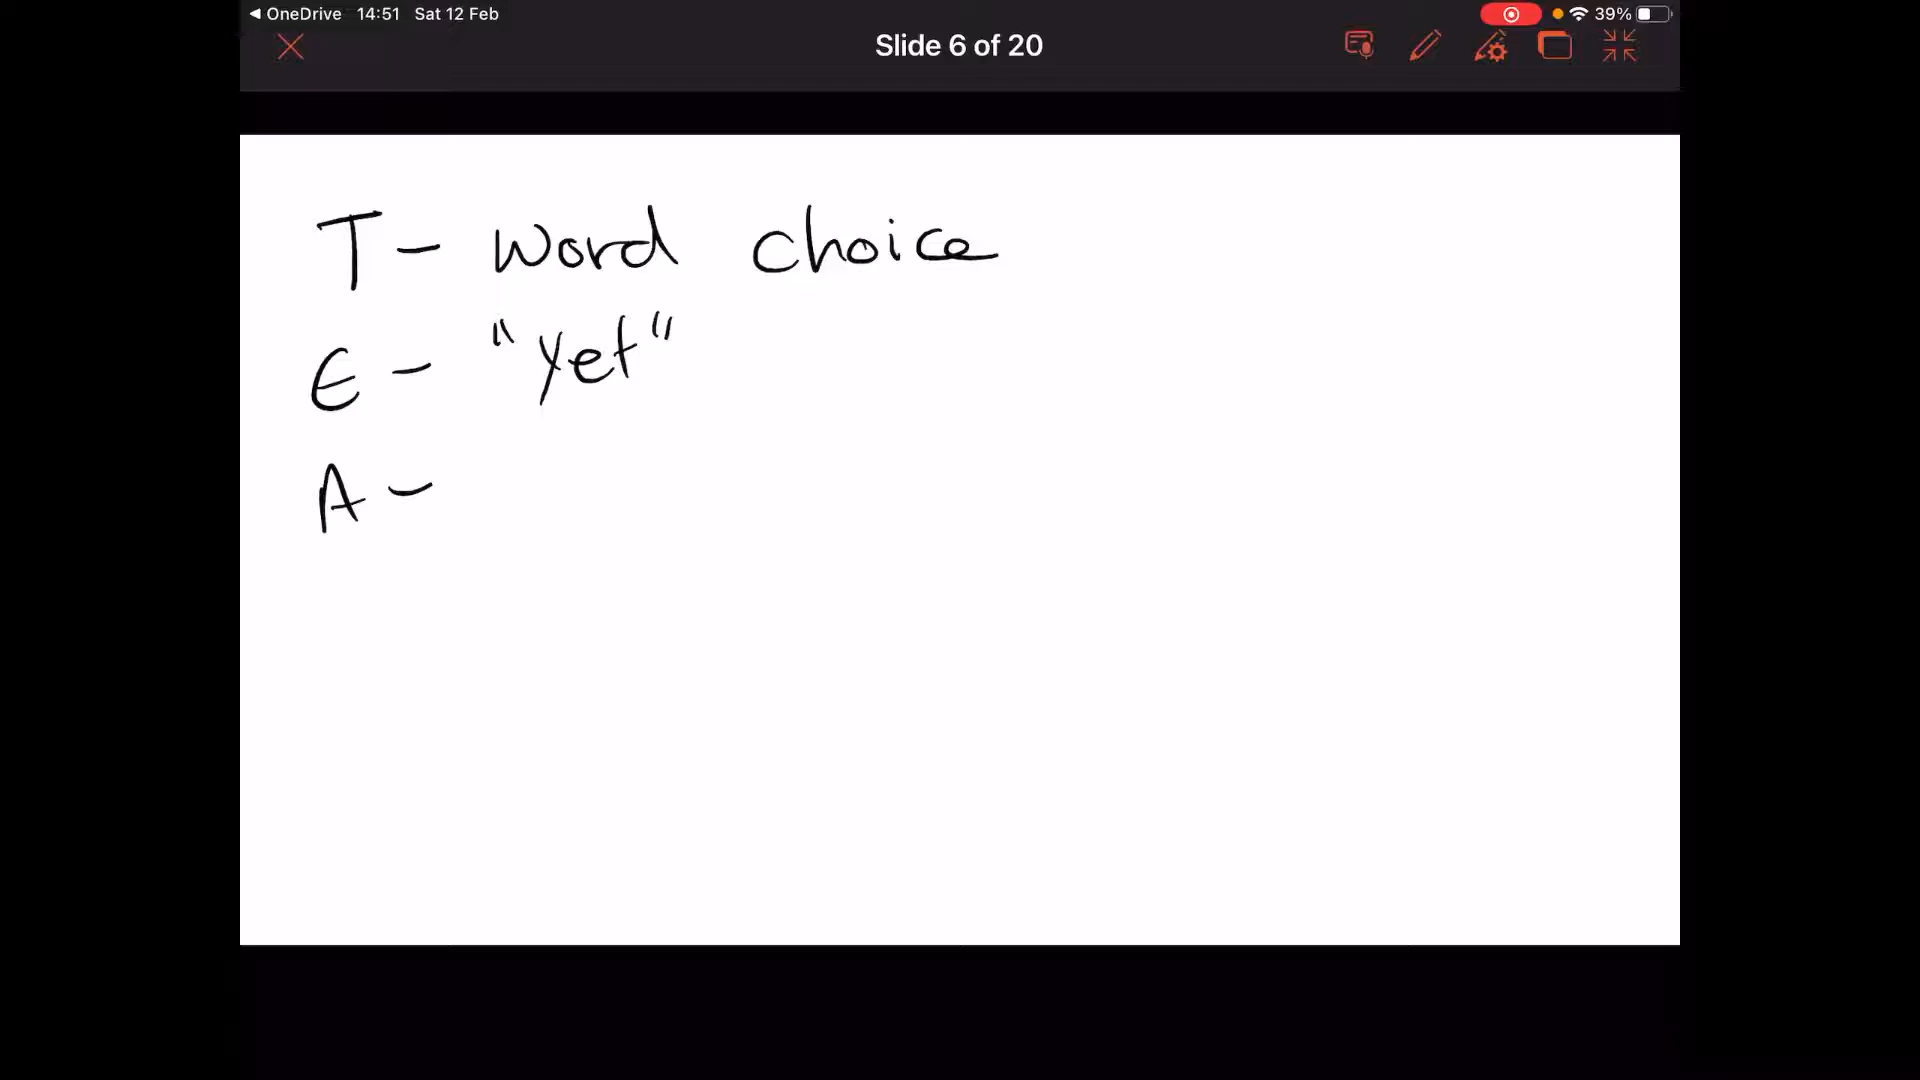 ◀ OneDrive 14:51 Sat 12 Feb 39%
Slide 6 of 20
T- word choice
E- "yet"
A-